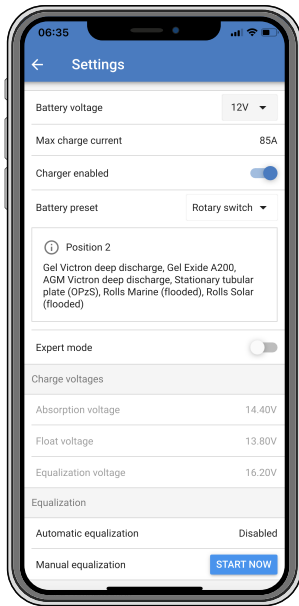 06:35
Settings
Battery voltage 12V
Max charge current 85A
Charger enabled
Battery preset Rotary switch
Position 2
Gel Victron deep discharge, Gel Exide A200,
AGM Victron deep discharge, Stationary tubular
plate (OPzS), Rolls Marine (flooded), Rolls Solar
(flooded)
Expert mode
Charge voltages
Absorption voltage 14.40V
Float voltage 13.80V
Equalization voltage 16.20V
Equalization
Automatic equalization Disabled
Manual equalization START NOW